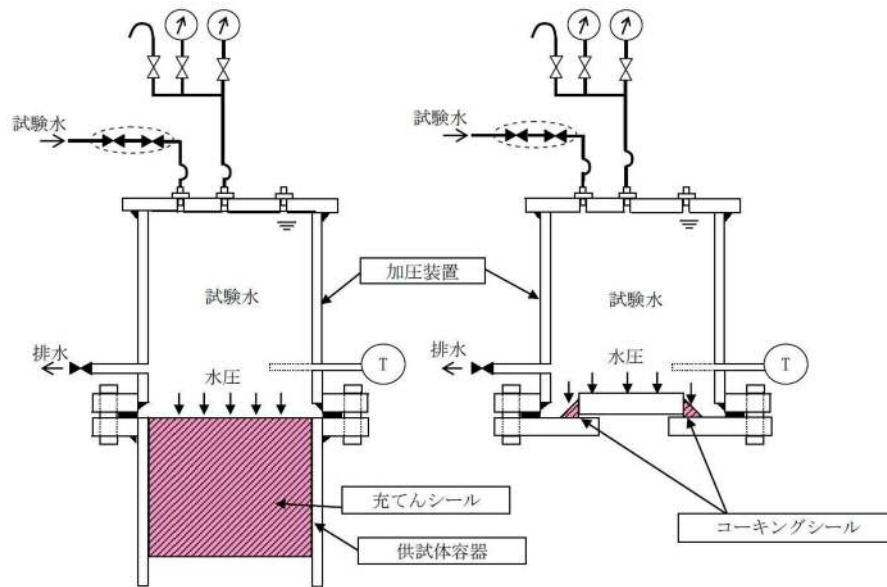 試験水
試験水
加圧装置
試験水
試験水
排水
T
水圧
排水
T
水圧
充てんシール
供試体容器
コーキングシール